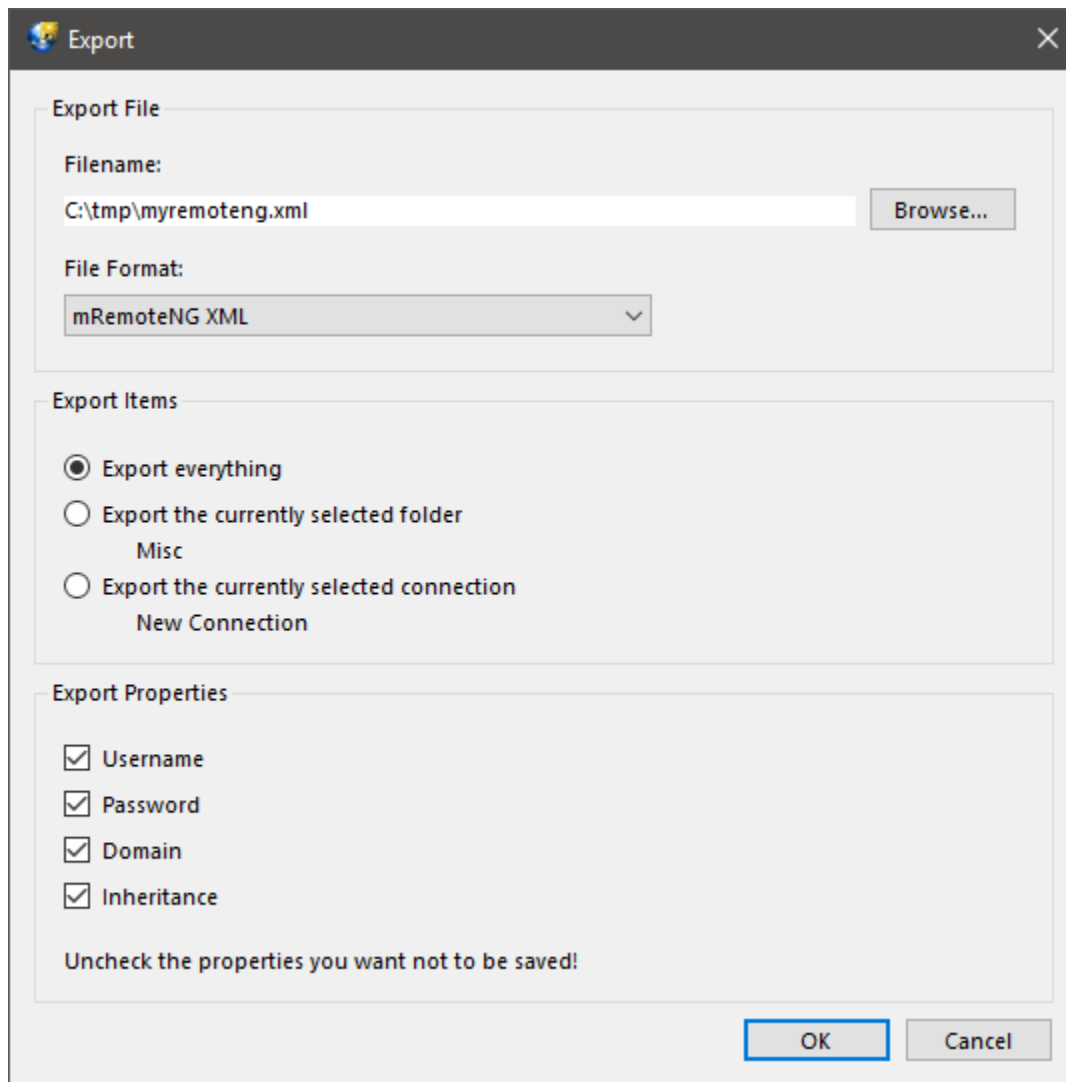 Export
Export File
Filename:
C:\tmp\myremoteng.xml
Browse...
File Format:
mRemoteNG XML
Export Items
Export everything
Export the currently selected folder
Misc
Export the currently selected connection
New Connection
Export Properties
Username
Password
Domain
Inheritance
Uncheck the properties you want not to be saved!
OK
Cancel